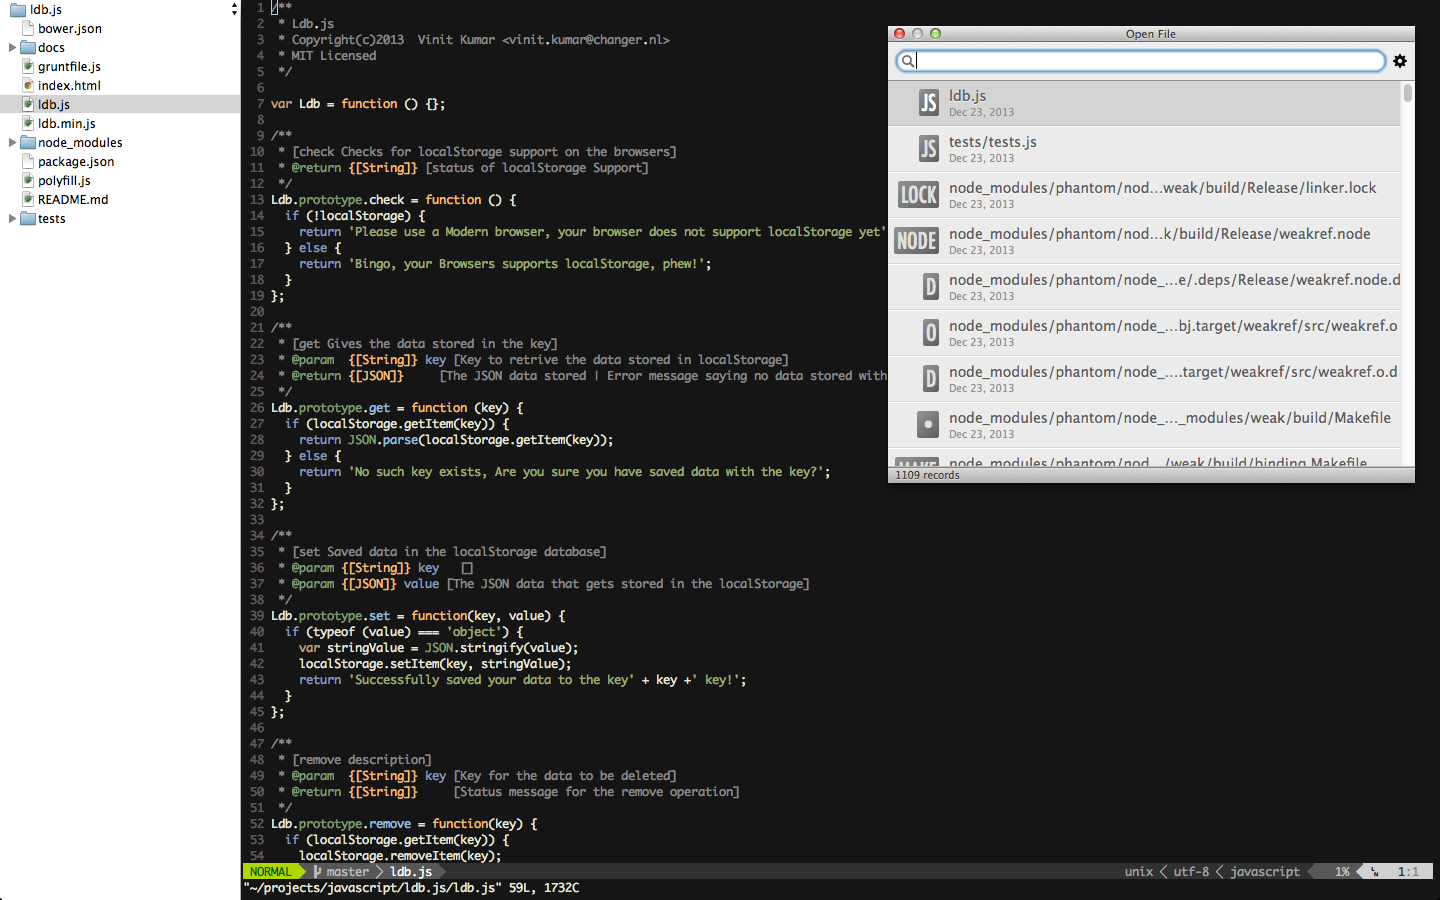 ldb.js
bower.json
docs
gruntfile.js
index.html
ldb.js
ldb.min.js
node_modules
package.json
polyfill.js
README.md
tests
1 /**
2  * Ldb.js
3  * Copyright(c)2013  Vinit Kumar <vinit.kumar@changer.nl>
4  * MIT Licensed
5  */
6
7 var Ldb = function () {};
8
9 /**
10  * [check Checks for localStorage support on the browsers]
11  * @return {[String]} [status of localStorage Support]
12  */
13 Ldb.prototype.check = function () {
14   if (!localStorage) {
15     return 'Please use a Modern browser, your browser does not support localStorage yet'
16   } else {
17     return 'Bingo, your Browsers supports localStorage, phew!';
18   }
19 };
20
21 /**
22  * [get Gives the data stored in the key]
23  * @param  {[String]} key [Key to retrive the data stored in localStorage]
24  * @return {[JSON]}     [The JSON data stored | Error message saying no data stored with
25  */
26 Ldb.prototype.get = function (key) {
27   if (localStorage.getItem(key)) {
28     return JSON.parse(localStorage.getItem(key));
29   } else {
30     return 'No such key exists, Are you sure you have saved data with the key?';
31   }
32 };
33
34 /**
35  * [set Saved data in the localStorage database]
36  * @param {[String]} key   []
37  * @param {[JSON]} value [The JSON data that gets stored in the localStorage]
38  */
39 Ldb.prototype.set = function(key, value) {
40   if (typeof (value) === 'object') {
41     var stringValue = JSON.stringify(value);
42     localStorage.setItem(key, stringValue);
43     return 'Successfully saved your data to the key' + key +' key!';
44   }
45 };
46
47 /**
48  * [remove description]
49  * @param  {[String]} key [Key for the data to be deleted]
50  * @return {[String]}     [Status message for the remove operation]
51  */
52 Ldb.prototype.remove = function(key) {
53   if (localStorage.getItem(key)) {
54     localStorage.removeItem(key);
NORMAL master ldb.js unix utf-8 javascript 1% LN 1:1
"~/projects/javascript/ldb.js/ldb.js" 59L, 1732C
Open File
JS ldb.js
Dec 23, 2013
JS tests/tests.js
Dec 23, 2013
LOCK node_modules/phantom/nod...weak/build/Release/linker.lock
Dec 23, 2013
NODE node_modules/phantom/nod...k/build/Release/weakref.node
Dec 23, 2013
D node_modules/phantom/node_...e/.deps/Release/weakref.node.d
Dec 23, 2013
O node_modules/phantom/node_...bj.target/weakref/src/weakref.o
Dec 23, 2013
D node_modules/phantom/node_....target/weakref/src/weakref.o.d
Dec 23, 2013
node_modules/phantom/node_..._modules/weak/build/Makefile
Dec 23, 2013
MAKE node_modules/phantom/nod.../weak/build/binding.Makefile
1109 records